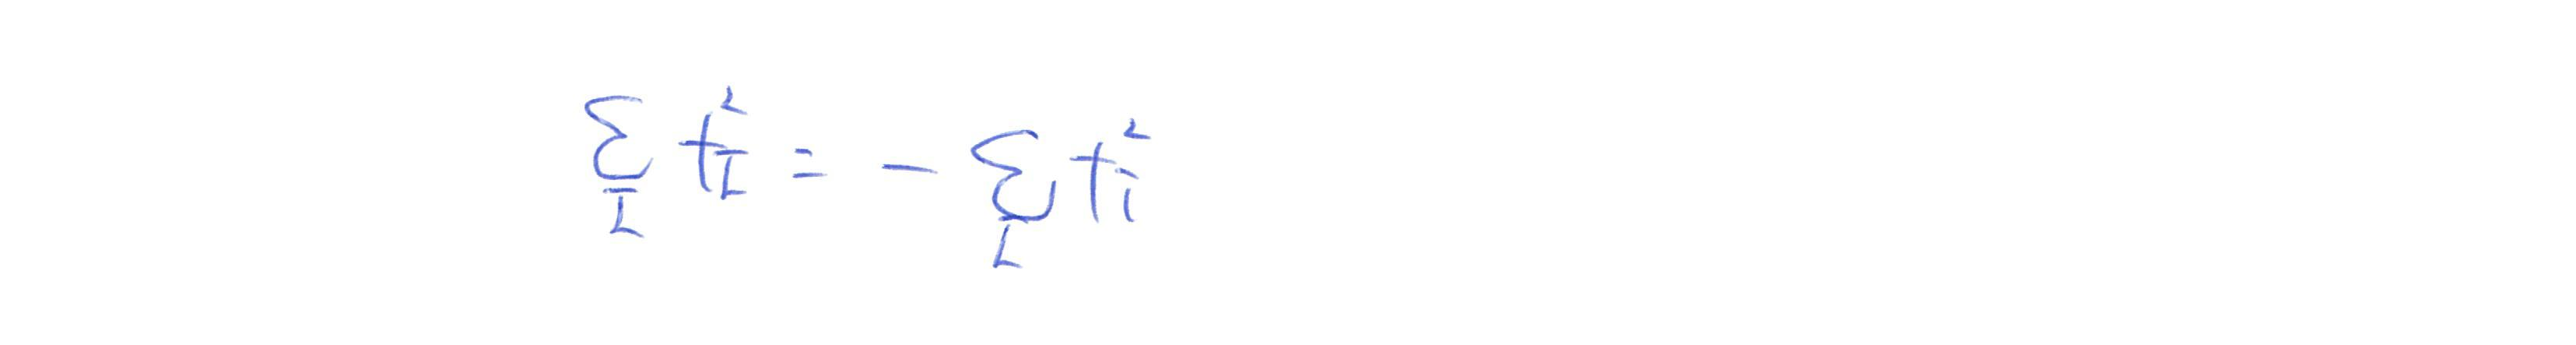 ∑_i t_i^2 = - ∑_i t_i^2